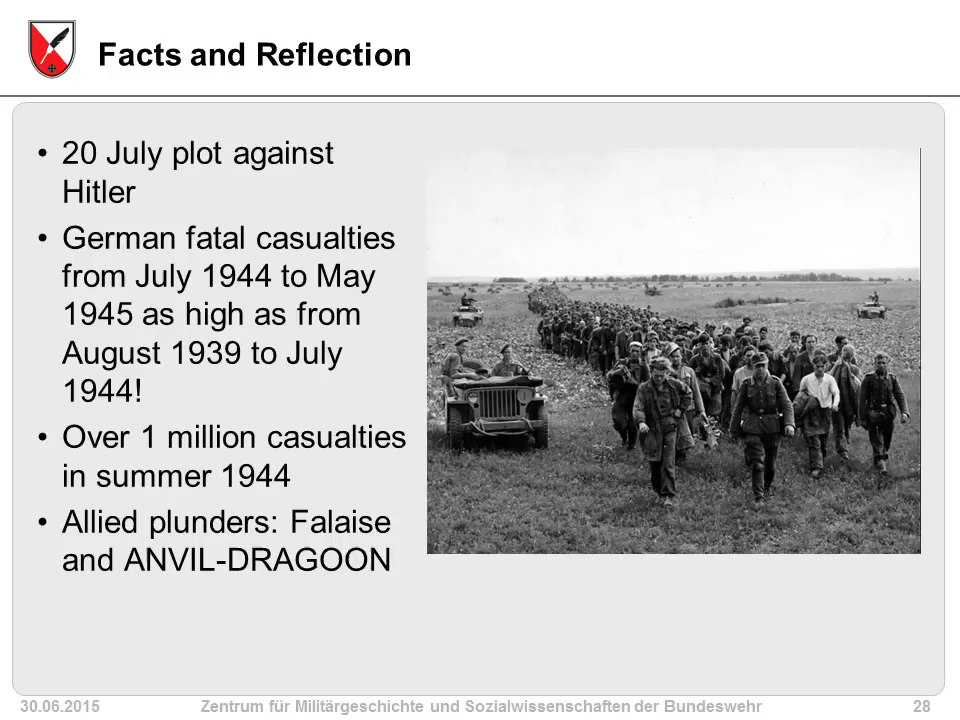 Facts and Reflection
• 20 July plot against
Hitler
• German fatal casualties
from July 1944 to May
1945 as high as from
August 1939 to July
1944!
• Over 1 million casualties
in summer 1944
• Allied plunders: Falaise
and ANVIL-DRAGOON
30.06.2015 Zentrum für Militärgeschichte und Sozialwissenschaften der Bundeswehr 28